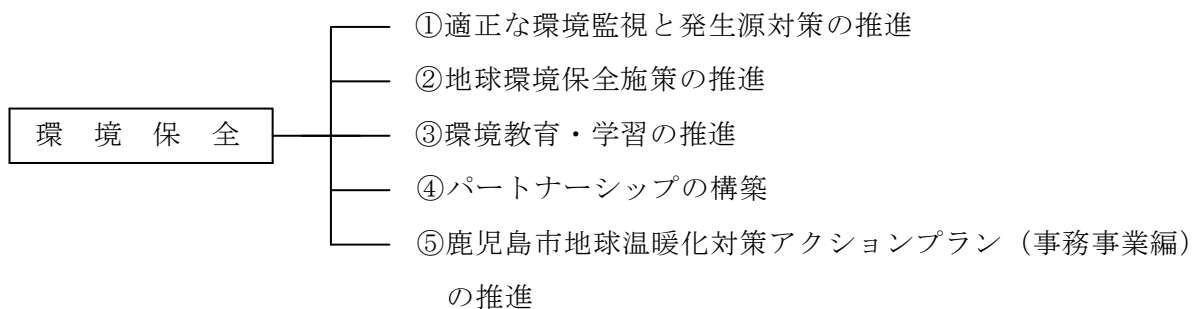 ①適正な環境監視と発生源対策の推進
②地球環境保全施策の推進
環境保全
③環境教育・学習の推進
④パートナーシップの構築
⑤鹿児島市地球温暖化対策アクションプラン（事務事業編）
の推進